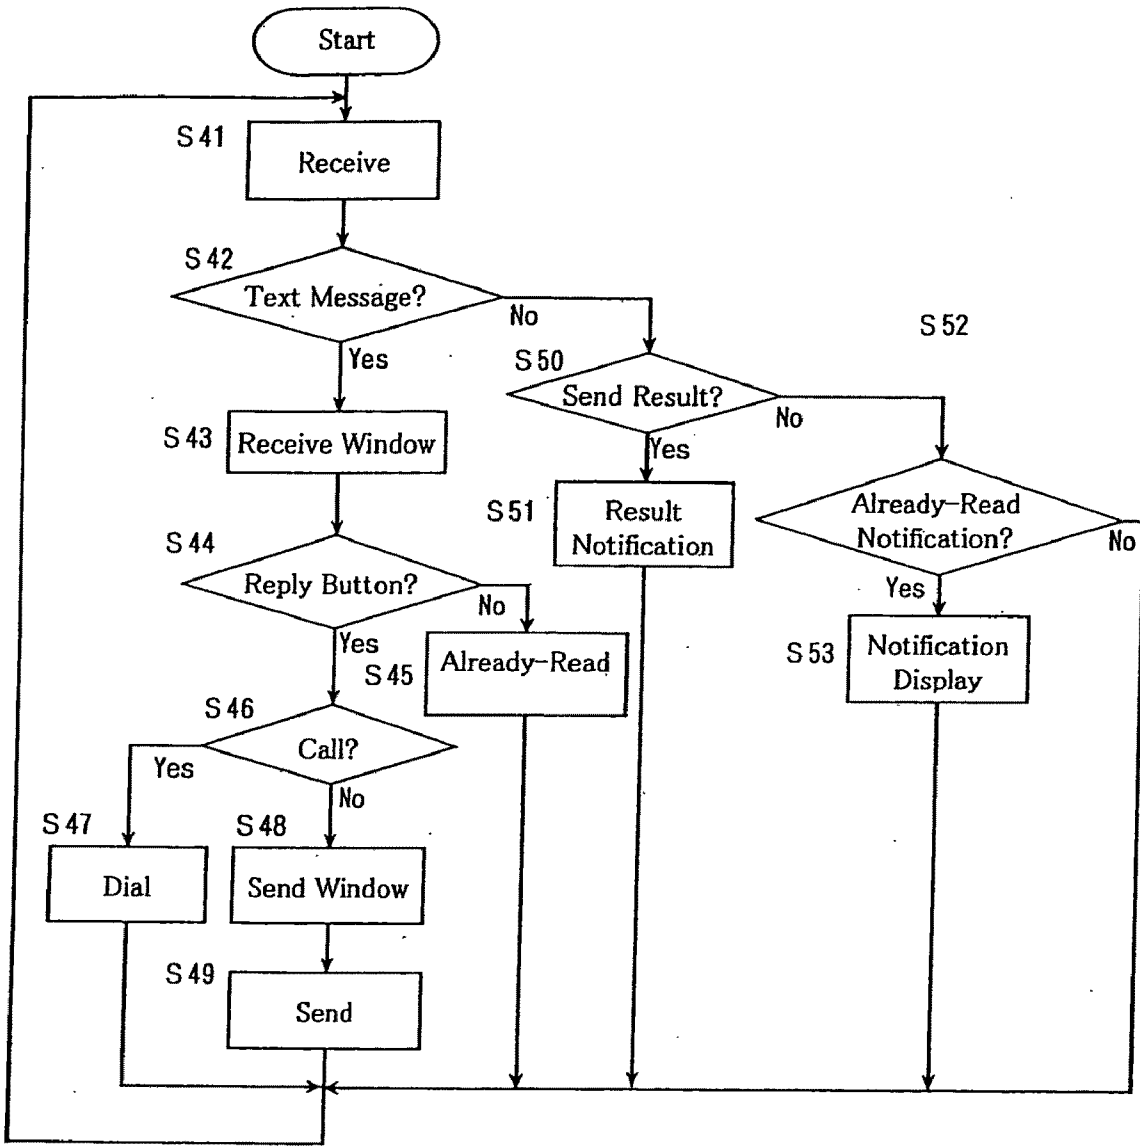 Start
S41
Receive
S42
Text Message?
No
Yes
S52
S50
Send Result?
No
Yes
S43
Receive Window
S51
Result
Notification
Already-Read
Notification?
No
Yes
S44
Reply Button?
No
Yes
S45
Already-Read
S53
Notification
Display
S46
Call?
Yes
No
S47
Dial
S48
Send Window
S49
Send